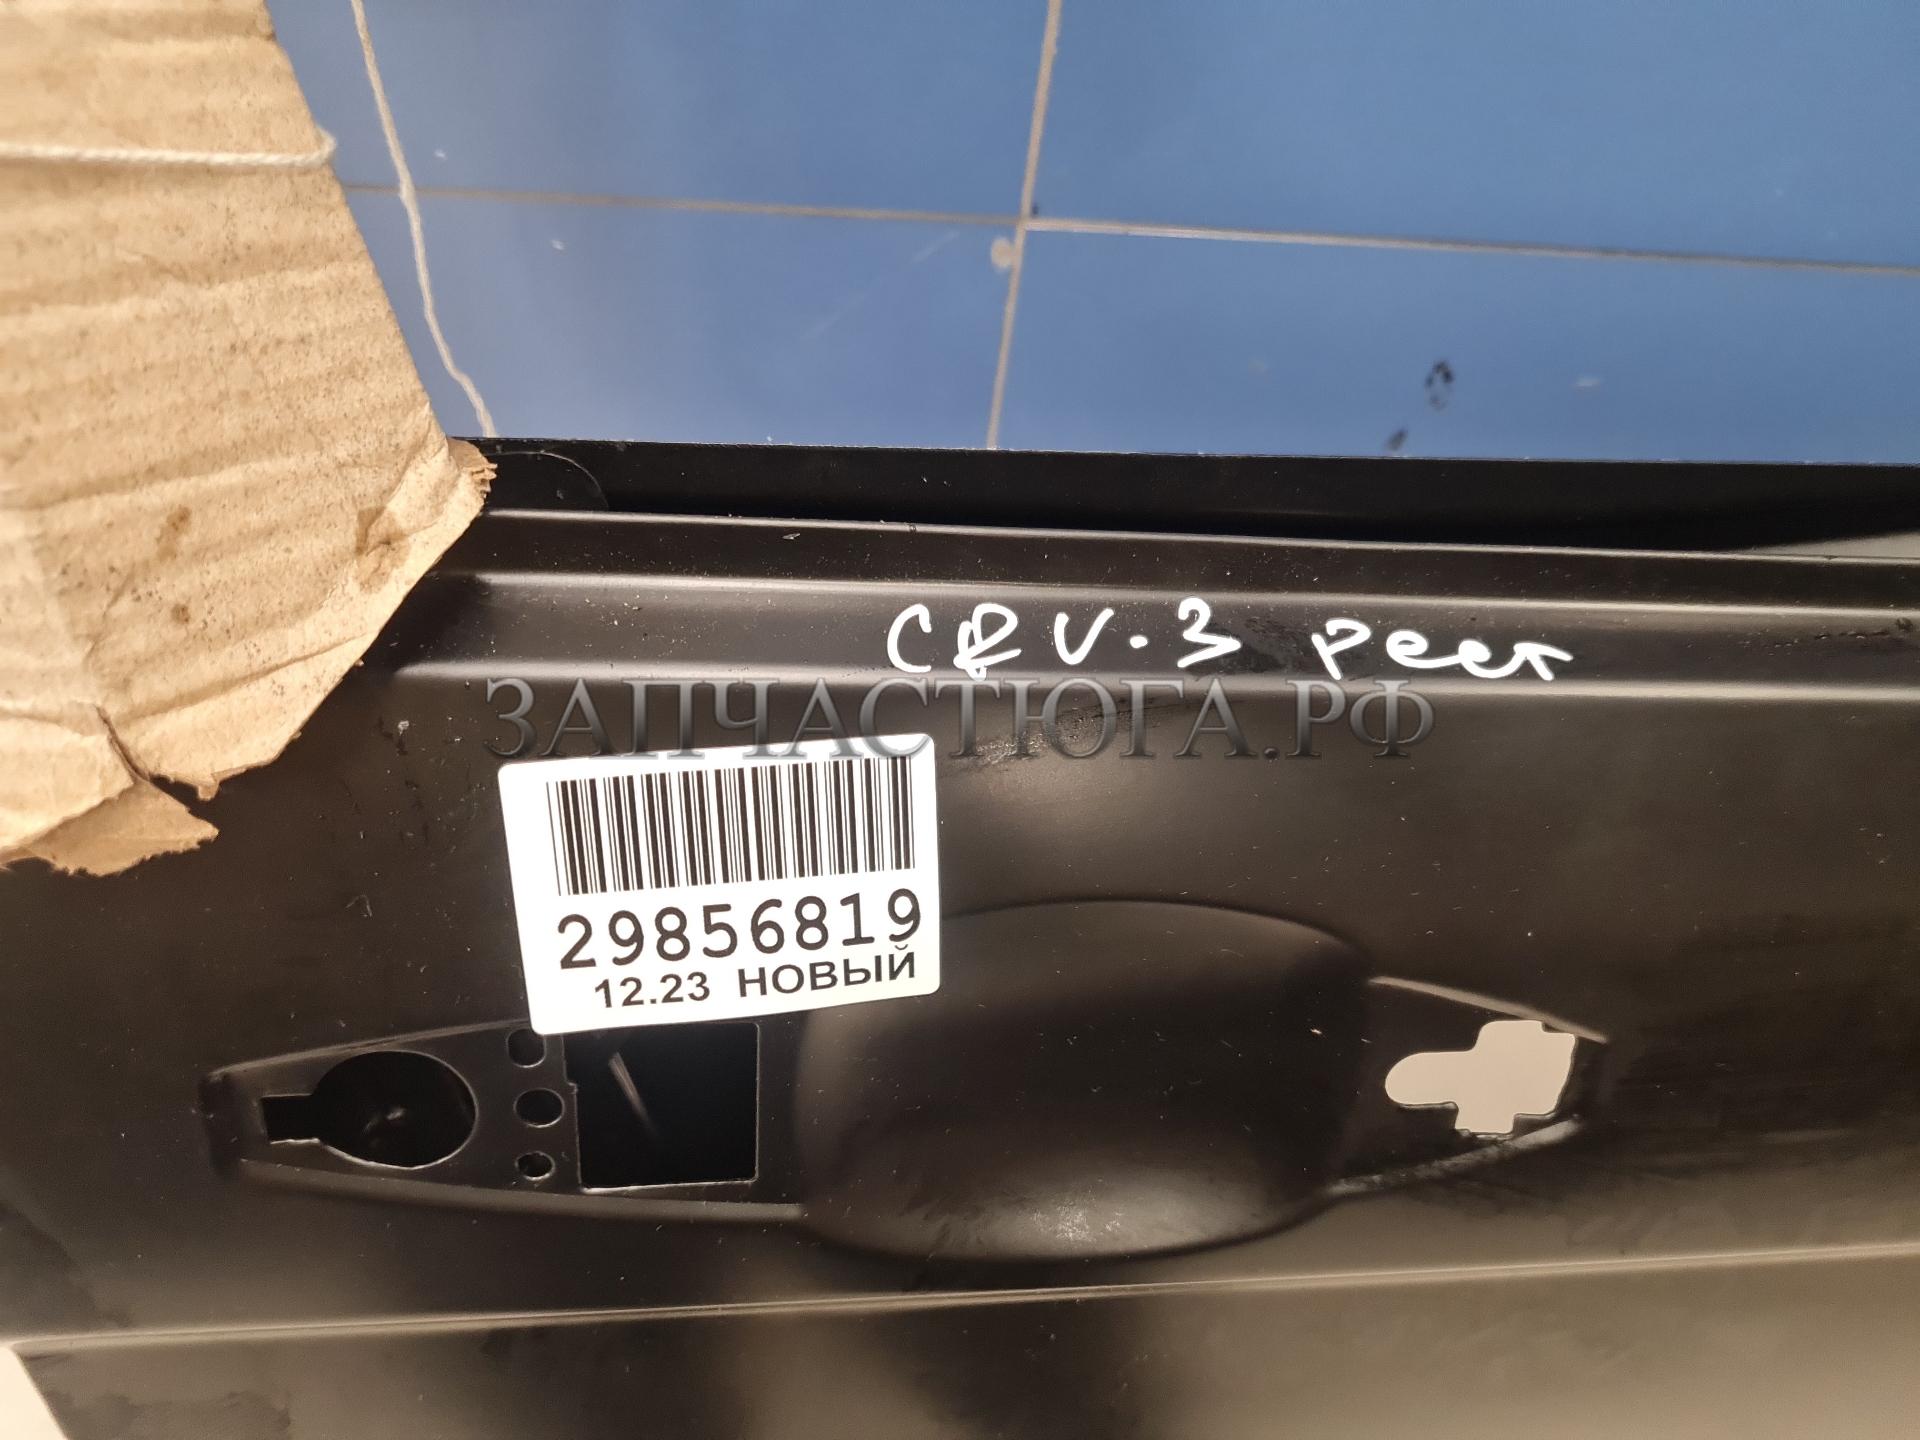 CRV.3 рест
ЗАПЧАСТЮГА.РФ
29856819
12.23 НОВЫЙ